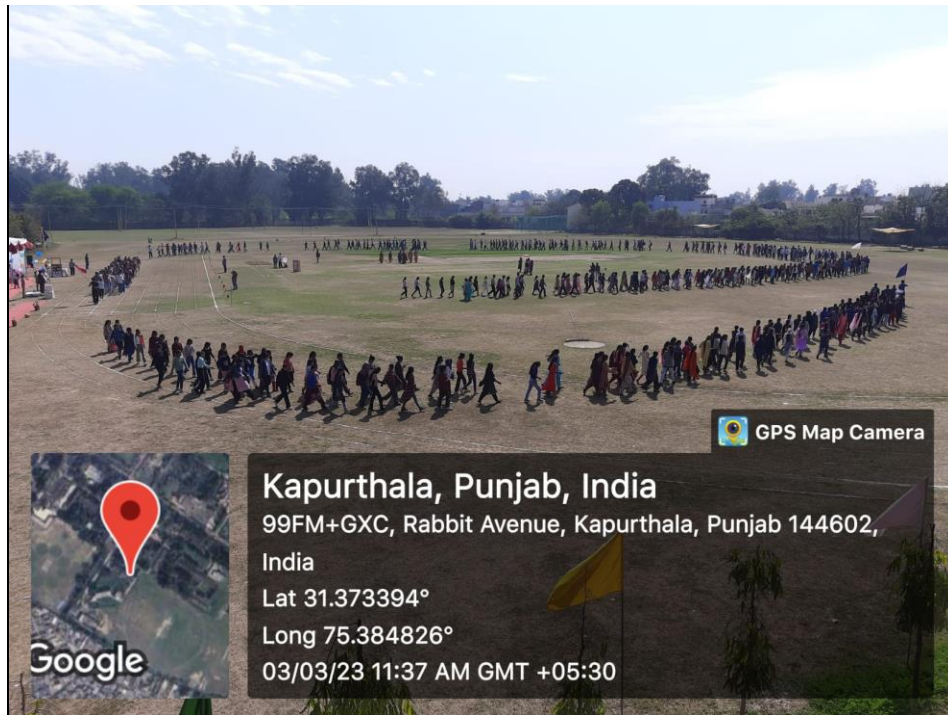 GPS Map Camera
Kapurthala, Punjab, India
99FM+GXC, Rabbit Avenue, Kapurthala, Punjab 144602,
India
Lat 31.373394°
Long 75.384826°
03/03/23 11:37 AM GMT +05:30
Google